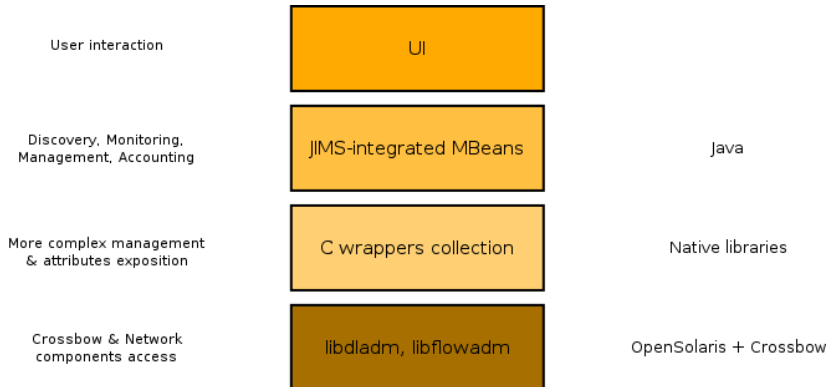 User interaction
UI
Discovery, Monitoring,
Management, Accounting
JIMS-integrated MBeans
Java
More complex management
& attributes exposition
C wrappers collection
Native libraries
Crossbow & Network
components access
libdladm, libflowadm
OpenSolaris + Crossbow